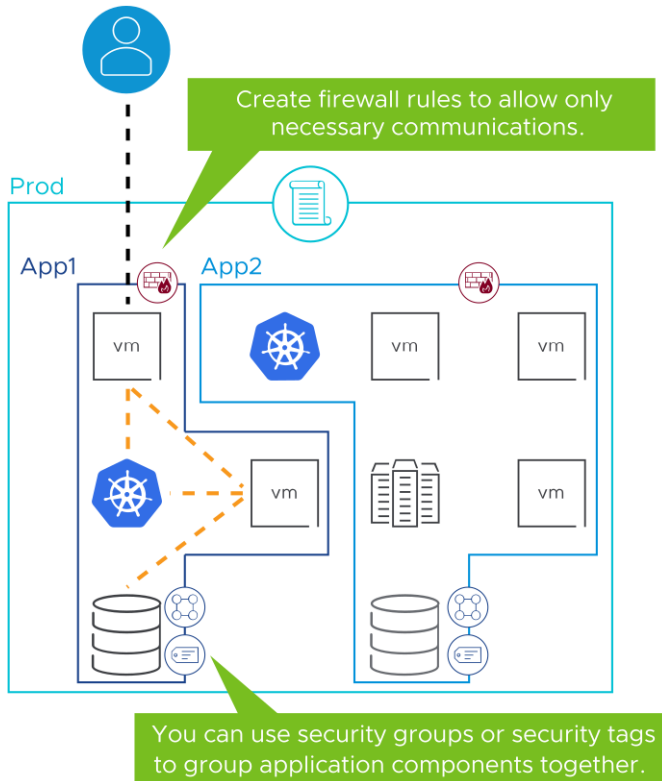 Create firewall rules to allow only
necessary communications.
Prod
App1
App2
vm
vm
vm
vm
vm
You can use security groups or security tags
to group application components together.